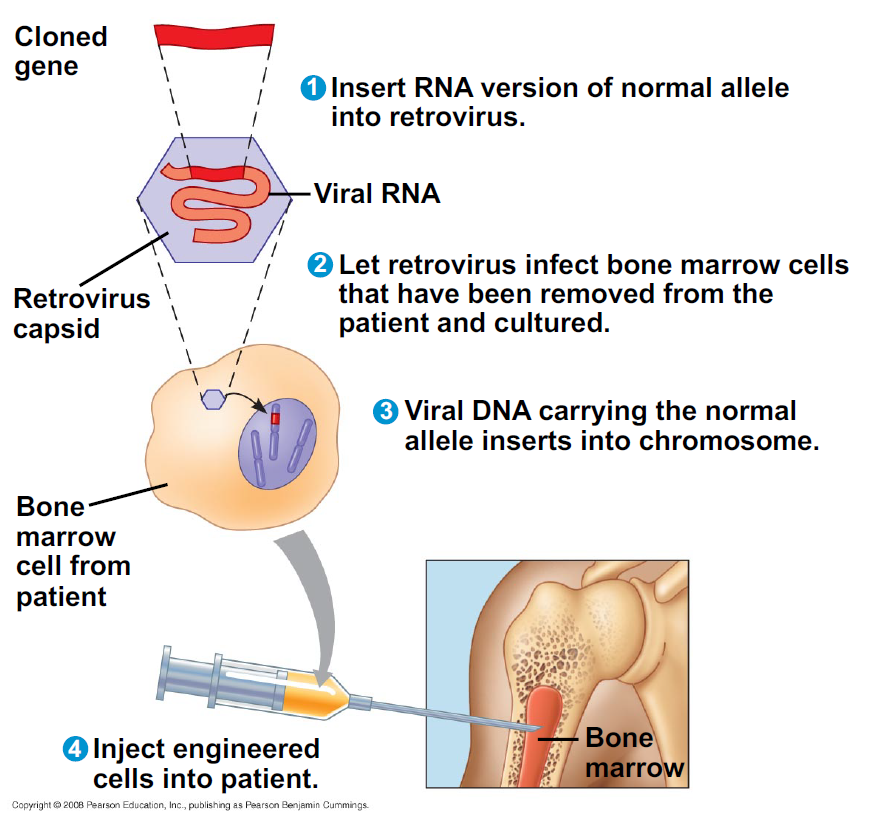 Cloned
gene
1 Insert RNA version of normal allele
into retrovirus.
Viral RNA
2 Let retrovirus infect bone marrow cells
that have been removed from the
patient and cultured.
Retrovirus
capsid
3 Viral DNA carrying the normal
allele inserts into chromosome.
Bone
marrow
cell from
patient
Bone
marrow
4 Inject engineered
cells into patient.
Copyright © 2008 Pearson Education, Inc., publishing as Pearson Benjamin Cummings.